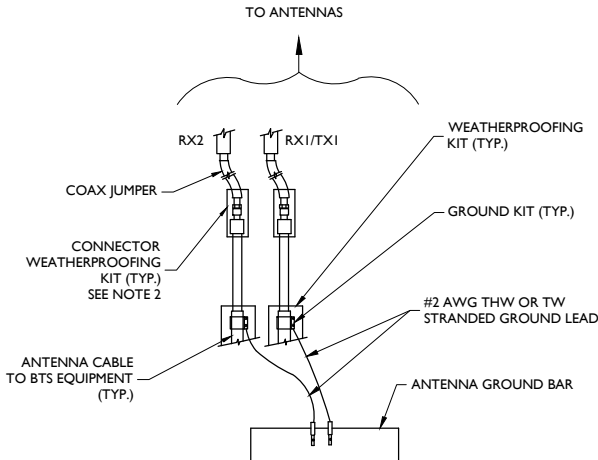 TO ANTENNAS
RX2
RX1/TX1
WEATHERPROOFING
KIT (TYP.)
COAX JUMPER
GROUND KIT (TYP.)
CONNECTOR
WEATHERPROOFING
KIT (TYP.)
SEE NOTE 2
#2 AWG THW OR TW
STRANDED GROUND LEAD
ANTENNA CABLE
TO BTS EQUIPMENT
(TYP.)
ANTENNA GROUND BAR